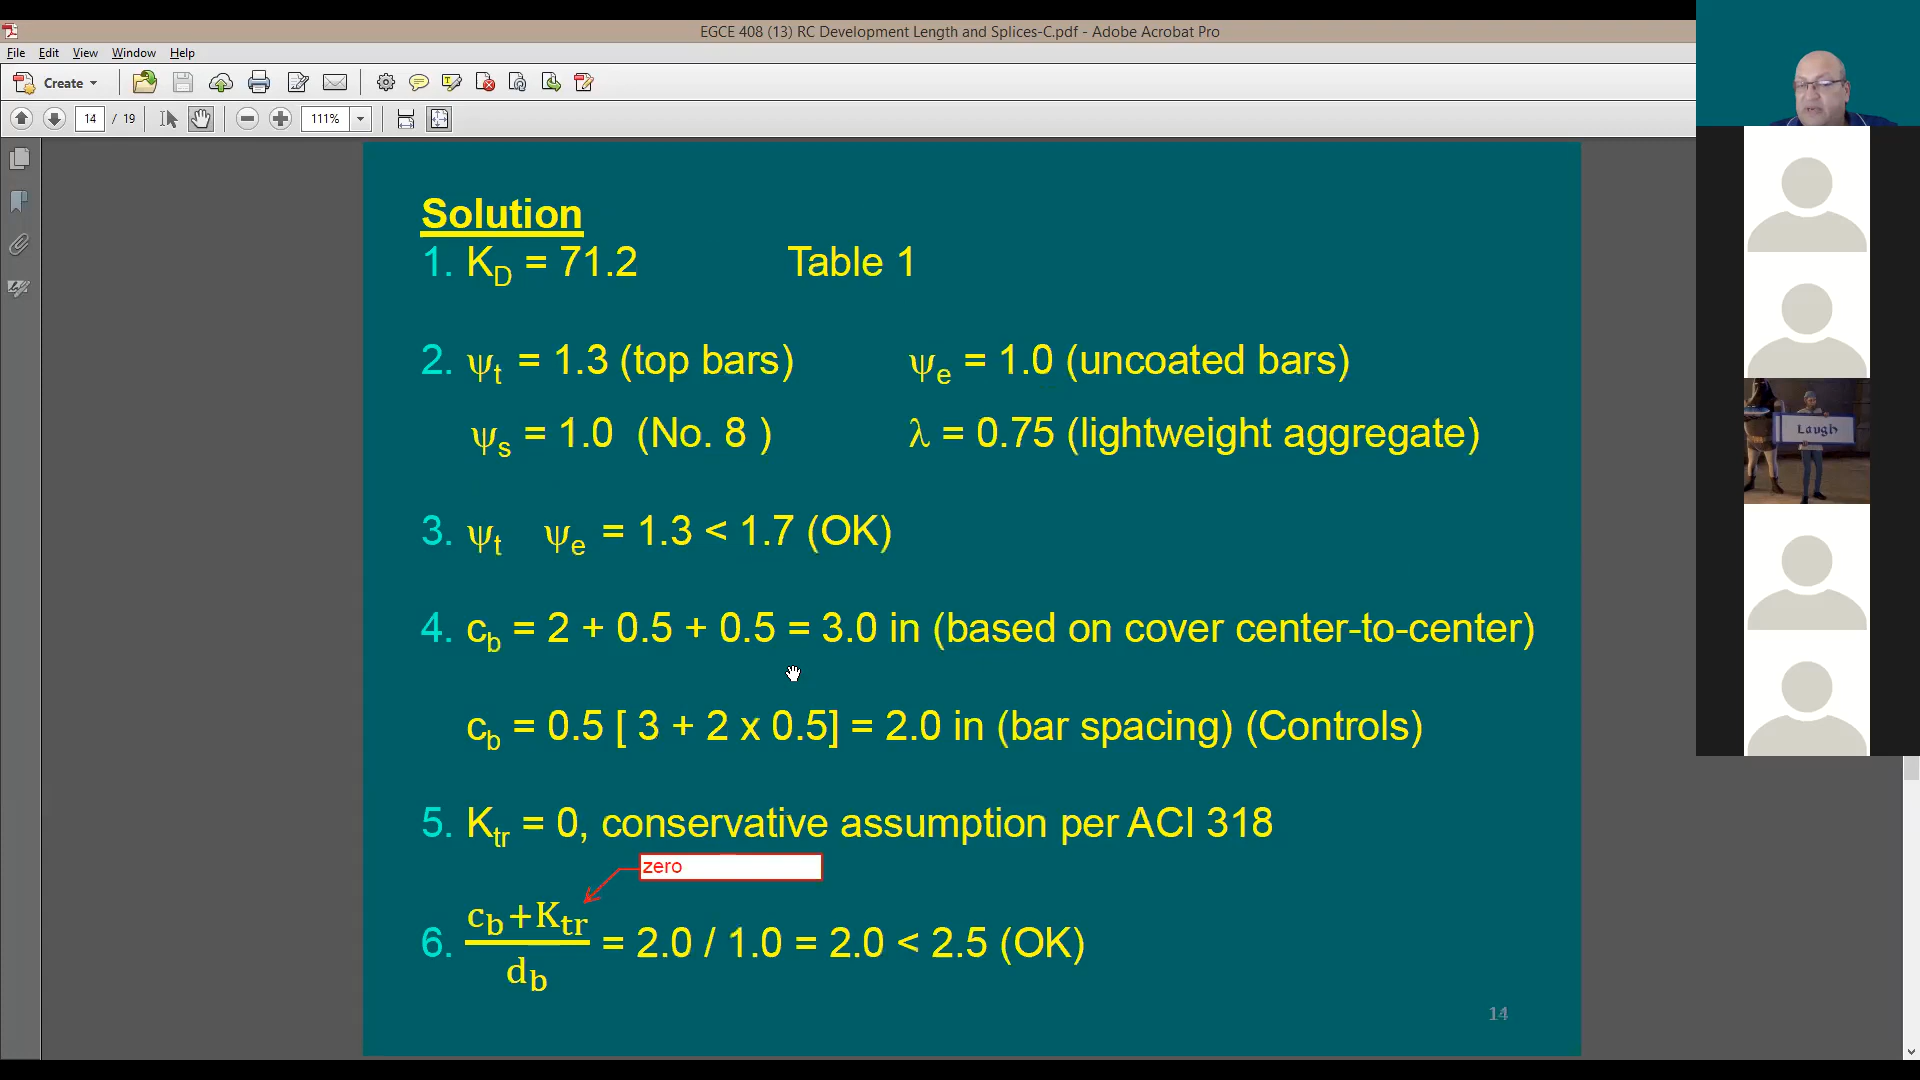 EGCE 408 (13) RC Development Length and Splices-C.pdf - Adobe Acrobat Pro
File Edit View Window Help
Create
14 / 19 111%
Solution
1. K_D = 71.2 Table 1
2. ψt = 1.3 (top bars) ψe = 1.0 (uncoated bars)
ψs = 1.0 (No. 8 ) λ = 0.75 (lightweight aggregate)
3. ψt ψe = 1.3 < 1.7 (OK)
4. cb = 2 + 0.5 + 0.5 = 3.0 in (based on cover center-to-center)
cb = 0.5 [ 3 + 2 x 0.5] = 2.0 in (bar spacing) (Controls)
5. Ktr = 0, conservative assumption per ACI 318
zero
6. cb+Ktr / db = 2.0 / 1.0 = 2.0 < 2.5 (OK)
14
Laugh